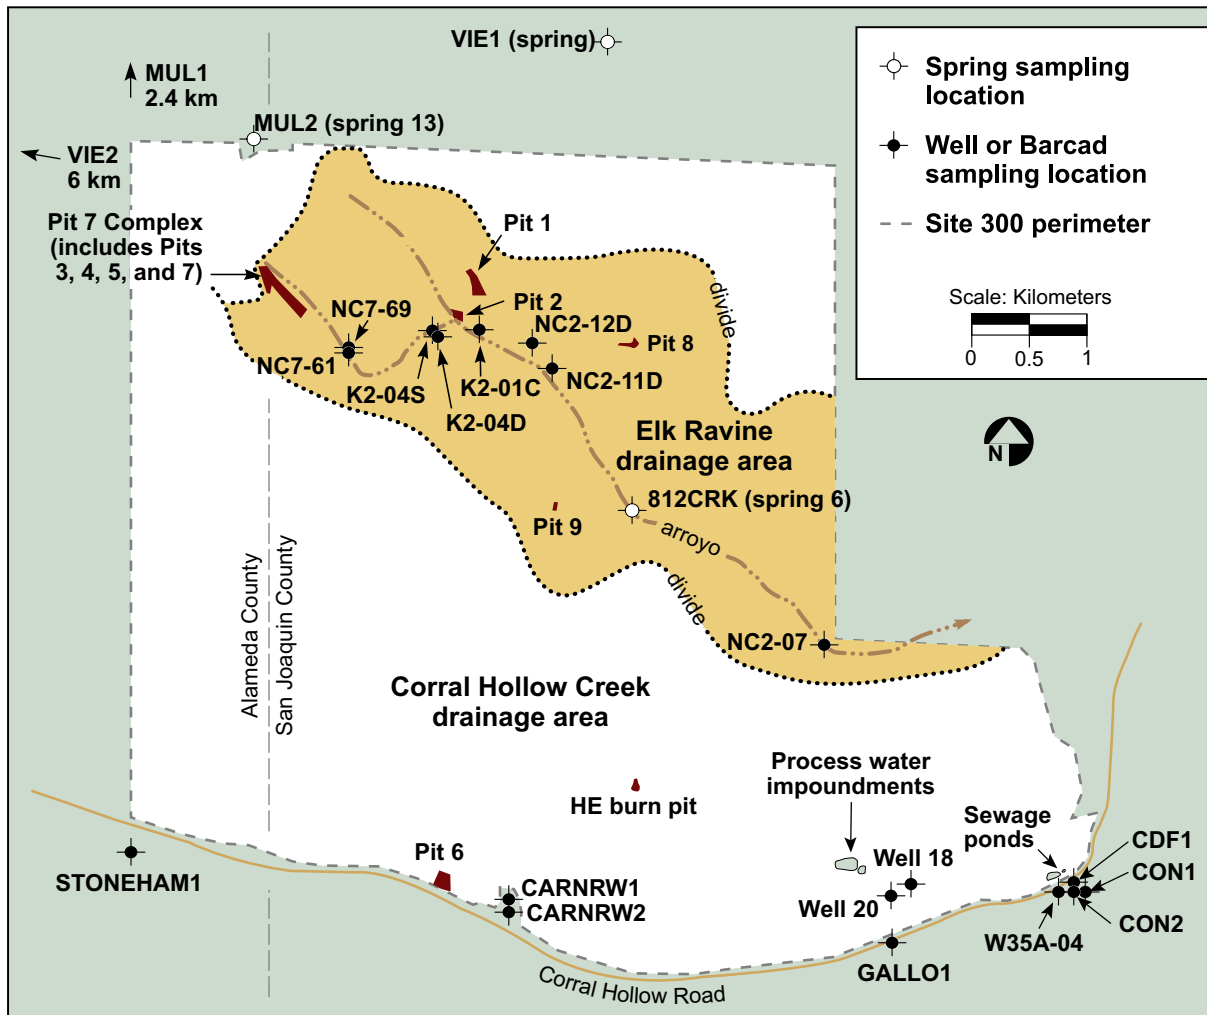 VIE1 (spring)
MUL1
2.4 km
MUL2 (spring 13)
VIE2
6 km
Pit 7 Complex
(includes Pits
3, 4, 5, and 7)
Pit 1
Pit 2
NC7-69
NC7-61
K2-04S
K2-04D
K2-01C
NC2-12D
NC2-11D
Pit 8
divide
Elk Ravine
drainage area
812CRK (spring 6)
Pit 9
arroyo
divide
NC2-07
Alameda County
San Joaquin County
Corral Hollow Creek
drainage area
HE burn pit
Process water
impoundments
Sewage
ponds
Well 18
Well 20
CDF1
CON1
CON2
W35A-04
GALLO1
Pit 6
CARNRW1
CARNRW2
STONEHAM1
Corral Hollow Road
Spring sampling
location
Well or Barcad
sampling location
Site 300 perimeter
Scale: Kilometers
0 0.5 1
N